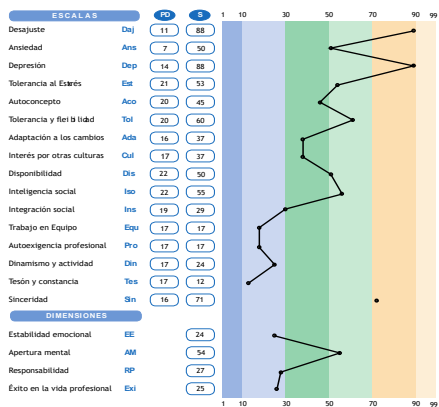 ESCALAS PD S 1 10 30 50 70 90 99
Desajuste Daj 11 88
Ansiedad Ans 7 50
Depresión Dep 14 88
Tolerancia al Estrés Est 21 53
Autoconcepto Aco 20 45
Tolerancia y flexibilidad Tol 20 60
Adaptación a los cambios Ada 16 37
Interés por otras culturas Cul 17 37
Disponibilidad Dis 22 50
Inteligencia social Iso 22 55
Integración social Ins 19 29
Trabajo en Equipo Equ 17 17
Autoexigencia profesional Pro 17 17
Dinamismo y actividad Din 17 24
Tesón y constancia Tes 17 12
Sinceridad Sin 16 71
DIMENSIONES
Estabilidad emocional EE 24
Apertura mental AM 54
Responsabilidad RP 27
Éxito en la vida profesional Exi 25
1 10 30 50 70 90 99